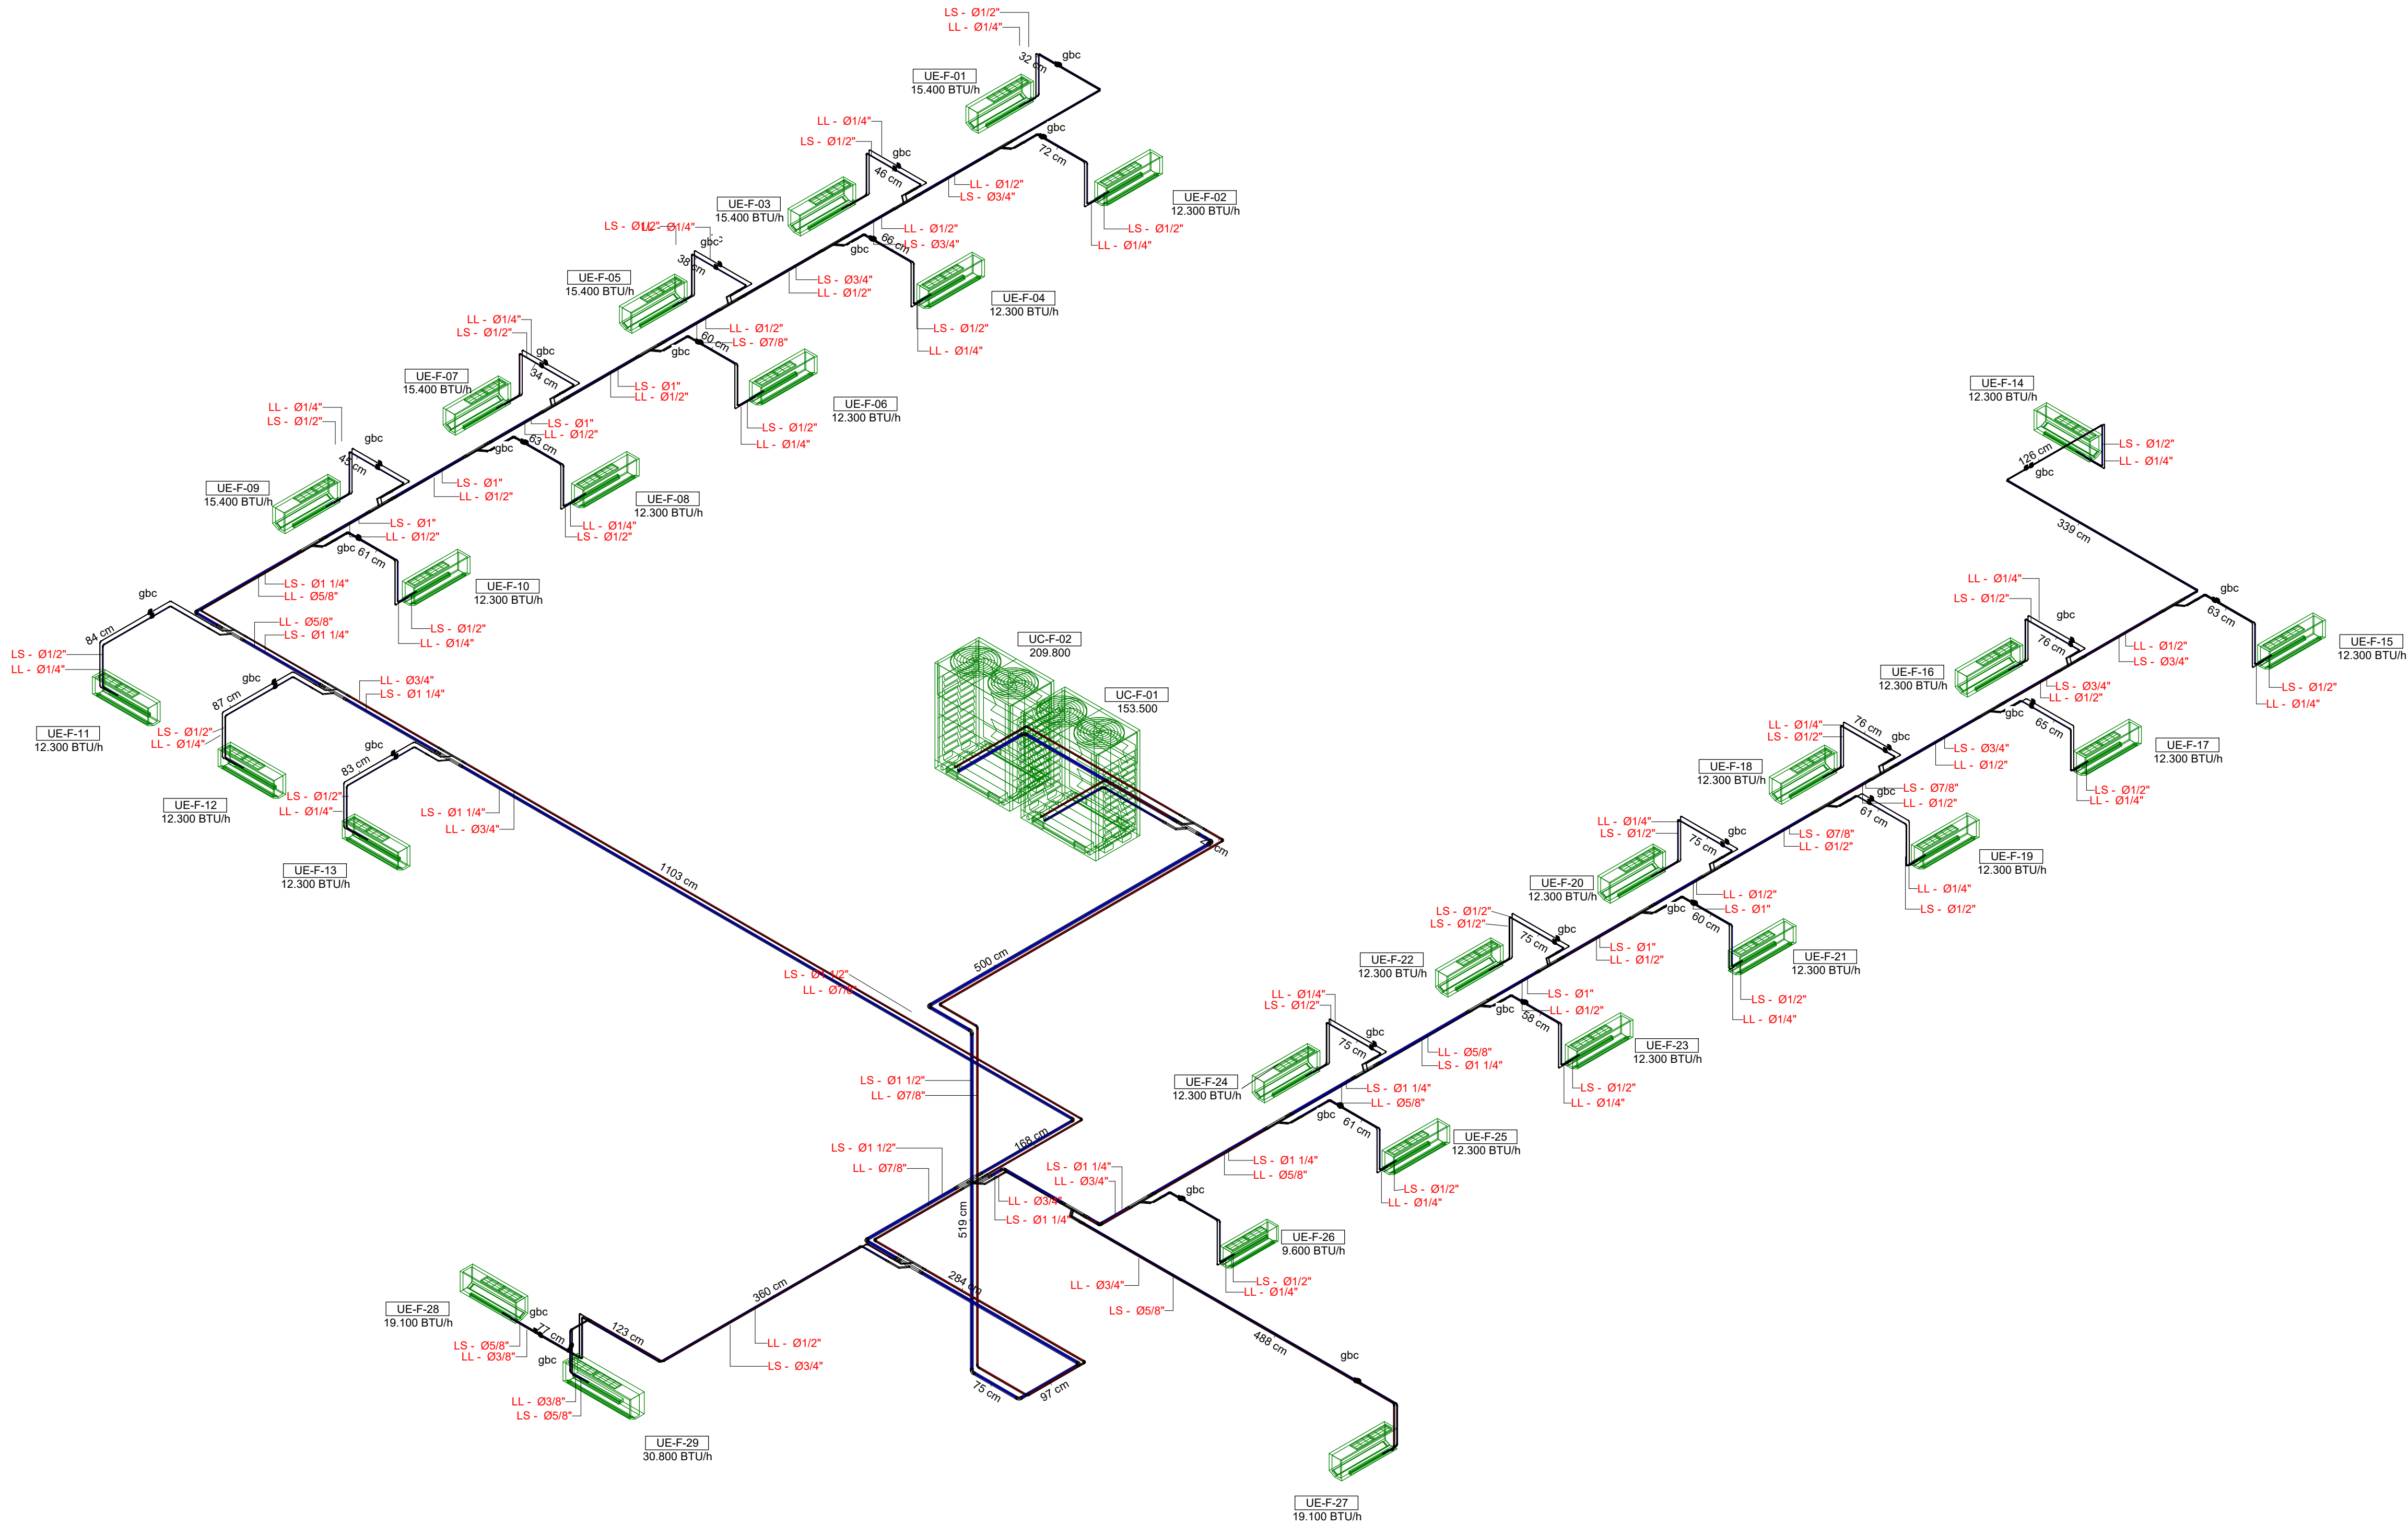 LS - Ø1/2"
LL - Ø1/4"
32 cm
gbc
UE-F-01
15.400 BTU/h
gbc
72 cm
UE-F-02
12.300 BTU/h
LS - Ø1/2"
LL - Ø1/4"
LL - Ø1/4"
LS - Ø1/2"
gbc
46 cm
UE-F-03
15.400 BTU/h
LL - Ø1/2"
LS - Ø3/4"
LL - Ø1/2"
LS - Ø3/4"
66 cm
gbc
UE-F-04
12.300 BTU/h
LS - Ø1/2"
LL - Ø1/4"
LS - Ø1/2"
LL - Ø1/4"
gbc
38 cm
UE-F-05
15.400 BTU/h
LS - Ø3/4"
LL - Ø1/2"
LL - Ø1/2"
LS - Ø7/8"
60 cm
gbc
UE-F-06
12.300 BTU/h
LS - Ø1/2"
LL - Ø1/4"
LL - Ø1/4"
LS - Ø1/2"
gbc
34 cm
UE-F-07
15.400 BTU/h
LS - Ø1"
LL - Ø1/2"
LS - Ø1"
LL - Ø1/2"
63 cm
gbc
UE-F-08
12.300 BTU/h
LL - Ø1/4"
LS - Ø1/2"
LL - Ø1/4"
LS - Ø1/2"
gbc
45 cm
UE-F-09
15.400 BTU/h
LS - Ø1"
LL - Ø1/2"
LS - Ø1"
LL - Ø1/2"
gbc
61 cm
UE-F-10
12.300 BTU/h
LS - Ø1/2"
LL - Ø1/4"
LS - Ø1 1/4"
LL - Ø5/8"
gbc
84 cm
LS - Ø1/2"
LL - Ø1/4"
UE-F-11
12.300 BTU/h
LL - Ø5/8"
LS - Ø1 1/4"
gbc
87 cm
LS - Ø1/2"
LL - Ø1/4"
UE-F-12
12.300 BTU/h
LL - Ø3/4"
LS - Ø1 1/4"
gbc
83 cm
LS - Ø1/2"
LL - Ø1/4"
UE-F-13
12.300 BTU/h
LS - Ø1 1/4"
LL - Ø3/4"
1103 cm
UC-F-02
209.800
UC-F-01
153.500
500 cm
LS - Ø1 1/2"
LL - Ø7/8"
LS - Ø1 1/2"
LL - Ø7/8"
168 cm
LS - Ø1 1/2"
LL - Ø7/8"
519 cm
LS - Ø1 1/4"
LL - Ø3/4"
LL - Ø3/4"
LS - Ø1 1/4"
284 cm
75 cm
97 cm
360 cm
123 cm
LL - Ø1/2"
LS - Ø3/4"
UE-F-28
19.100 BTU/h
gbc
77 cm
LS - Ø5/8"
LL - Ø3/8"
gbc
LL - Ø3/8"
LS - Ø5/8"
UE-F-29
30.800 BTU/h
UE-F-14
12.300 BTU/h
LS - Ø1/2"
LL - Ø1/4"
126 cm
gbc
339 cm
gbc
63 cm
UE-F-15
12.300 BTU/h
LS - Ø1/2"
LL - Ø1/4"
LL - Ø1/4"
LS - Ø1/2"
gbc
76 cm
UE-F-16
12.300 BTU/h
LL - Ø1/2"
LS - Ø3/4"
LS - Ø3/4"
LL - Ø1/2"
gbc
65 cm
UE-F-17
12.300 BTU/h
LS - Ø1/2"
LL - Ø1/4"
LL - Ø1/4"
LS - Ø1/2"
76 cm
gbc
UE-F-18
12.300 BTU/h
LS - Ø3/4"
LL - Ø1/2"
LS - Ø7/8"
LL - Ø1/2"
gbc
61 cm
UE-F-19
12.300 BTU/h
LL - Ø1/4"
LS - Ø1/2"
LL - Ø1/4"
LS - Ø1/2"
gbc
75 cm
UE-F-20
12.300 BTU/h
LS - Ø7/8"
LL - Ø1/2"
LL - Ø1/2"
LS - Ø1"
gbc
60 cm
UE-F-21
12.300 BTU/h
LS - Ø1/2"
LL - Ø1/4"
LS - Ø1/2"
LS - Ø1/2"
gbc
75 cm
UE-F-22
12.300 BTU/h
LS - Ø1"
LL - Ø1/2"
LS - Ø1"
LL - Ø1/2"
gbc
58 cm
UE-F-23
12.300 BTU/h
LS - Ø1/2"
LL - Ø1/4"
LL - Ø1/4"
LS - Ø1/2"
gbc
75 cm
UE-F-24
12.300 BTU/h
LL - Ø5/8"
LS - Ø1 1/4"
LS - Ø1 1/4"
LL - Ø5/8"
gbc
61 cm
UE-F-25
12.300 BTU/h
LS - Ø1/2"
LL - Ø1/4"
LS - Ø1 1/4"
LL - Ø5/8"
gbc
UE-F-26
9.600 BTU/h
LS - Ø1/2"
LL - Ø1/4"
LL - Ø3/4"
LS - Ø5/8"
488 cm
gbc
UE-F-27
19.100 BTU/h